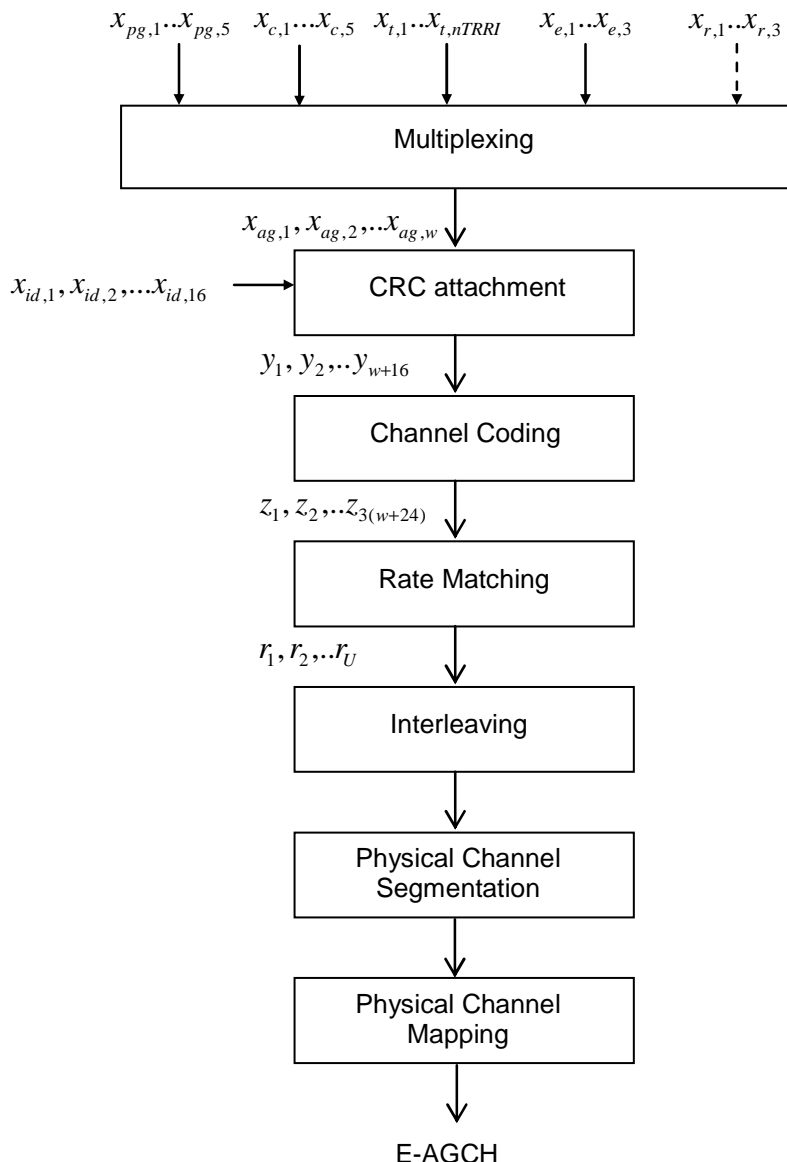 x_{pg,1}..x_{pg,5} x_{c,1}...x_{c,5} x_{t,1}..x_{t,nTRRI} x_{e,1}...x_{e,3} x_{r,1}..x_{r,3}
Multiplexing
x_{ag,1}, x_{ag,2},..x_{ag,w}
x_{id,1}, x_{id,2},...x_{id,16}
CRC attachment
y_1, y_2,..y_{w+16}
Channel Coding
z_1, z_2,..z_{3(w+24)}
Rate Matching
r_1, r_2,..r_U
Interleaving
Physical Channel
Segmentation
Physical Channel
Mapping
E-AGCH